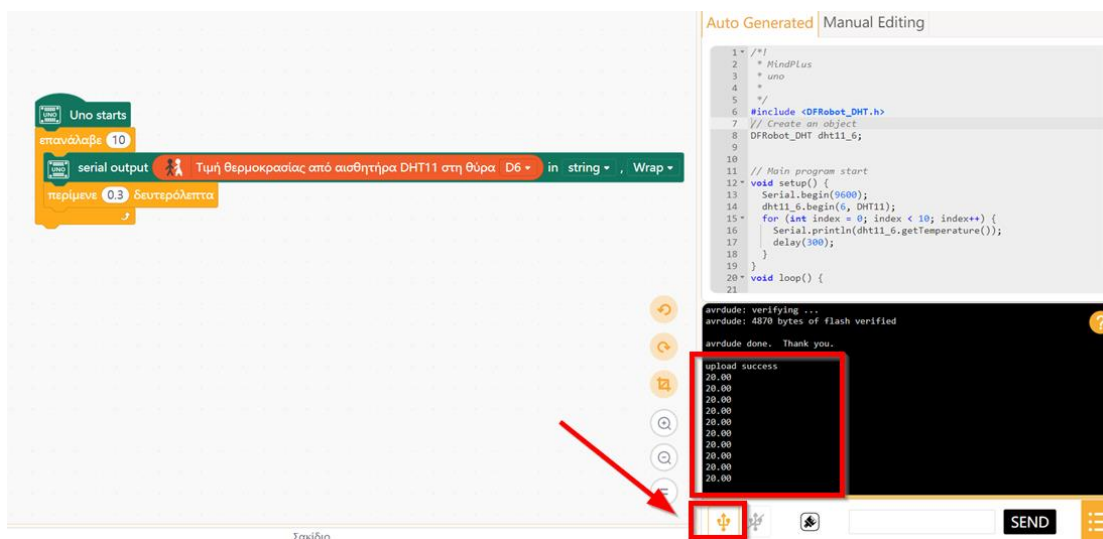 Auto Generated Manual Editing
UNO Uno starts
επανάλαβε 10
UNO serial output Τιμή θερμοκρασίας από αισθητήρα DHT11 στη θύρα D6 in string , Wrap
περίμενε 0.3 δευτερόλεπτα
1 /*!
2 * MindPlus
3 * uno
4 *
5 */
6 #include <DFRobot_DHT.h>
7 // Create an object
8 DFRobot_DHT dht11_6;
9
10
11 // Main program start
12 void setup() {
13 Serial.begin(9600);
14 dht11_6.begin(6, DHT11);
15 for (int index = 0; index < 10; index++) {
16 Serial.println(dht11_6.getTemperature());
17 delay(300);
18 }
19 }
20 void loop() {
21
avrdude: verifying ...
avrdude: 4870 bytes of flash verified
avrdude done. Thank you.
upload success
20.00
20.00
20.00
20.00
20.00
20.00
20.00
20.00
20.00
20.00
SEND
Σακίδιο